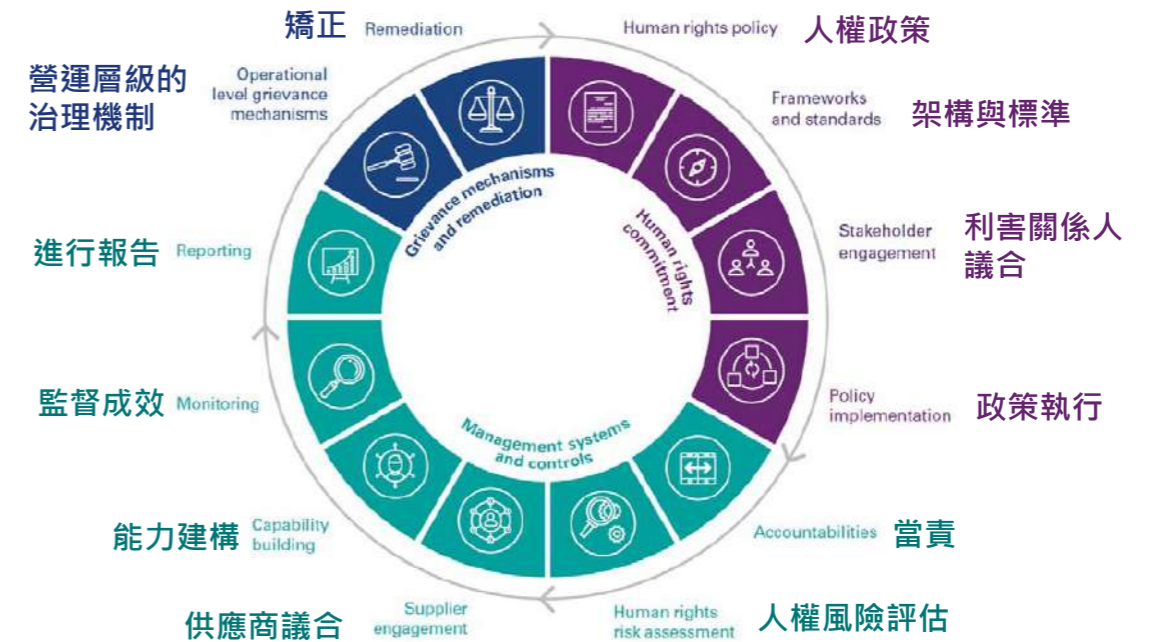 矯正
Remediation
Human rights policy
人權政策
營運層級的
治理機制
Operational
level grievance
mechanisms
Frameworks
and standards
架構與標準
Grievance mechanisms
and remediation
Human rights
commitment
進行報告
Reporting
Stakeholder
engagement
利害關係人
議合
監督成效
Monitoring
Management systems
and controls
Policy
implementation
政策執行
能力建構
Capability
building
Accountabilities
當責
供應商議合
Supplier
engagement
Human rights
risk assessment
人權風險評估